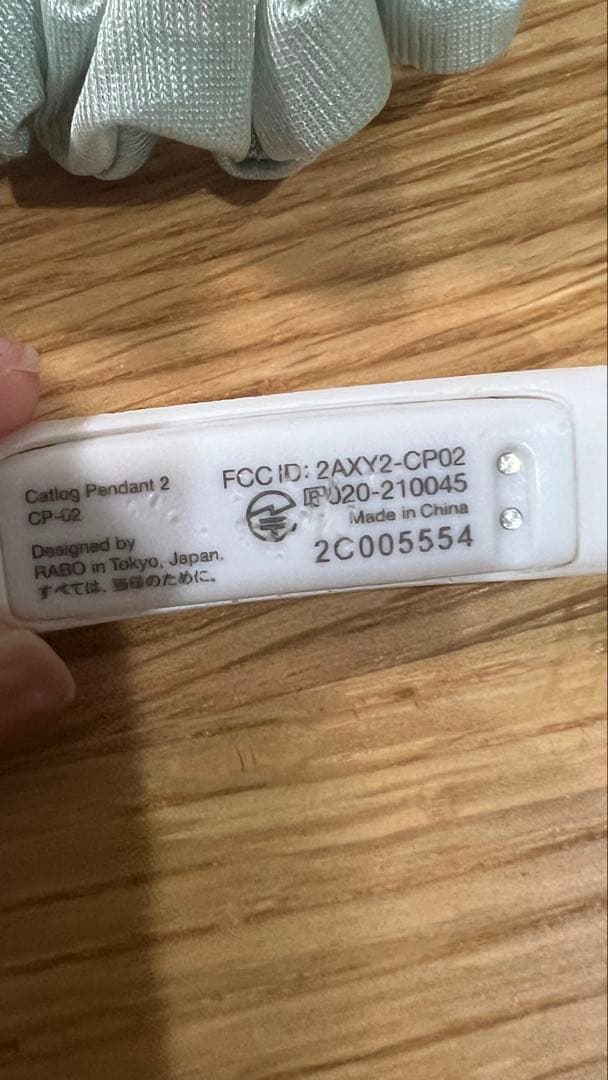 Catlog Pendant 2
CP-02
Designed by
RABO in Tokyo, Japan.
すべては、猫様のために。
FCC ID: 2AXY2-CP02
R 020-210045
Made in China
2C005554